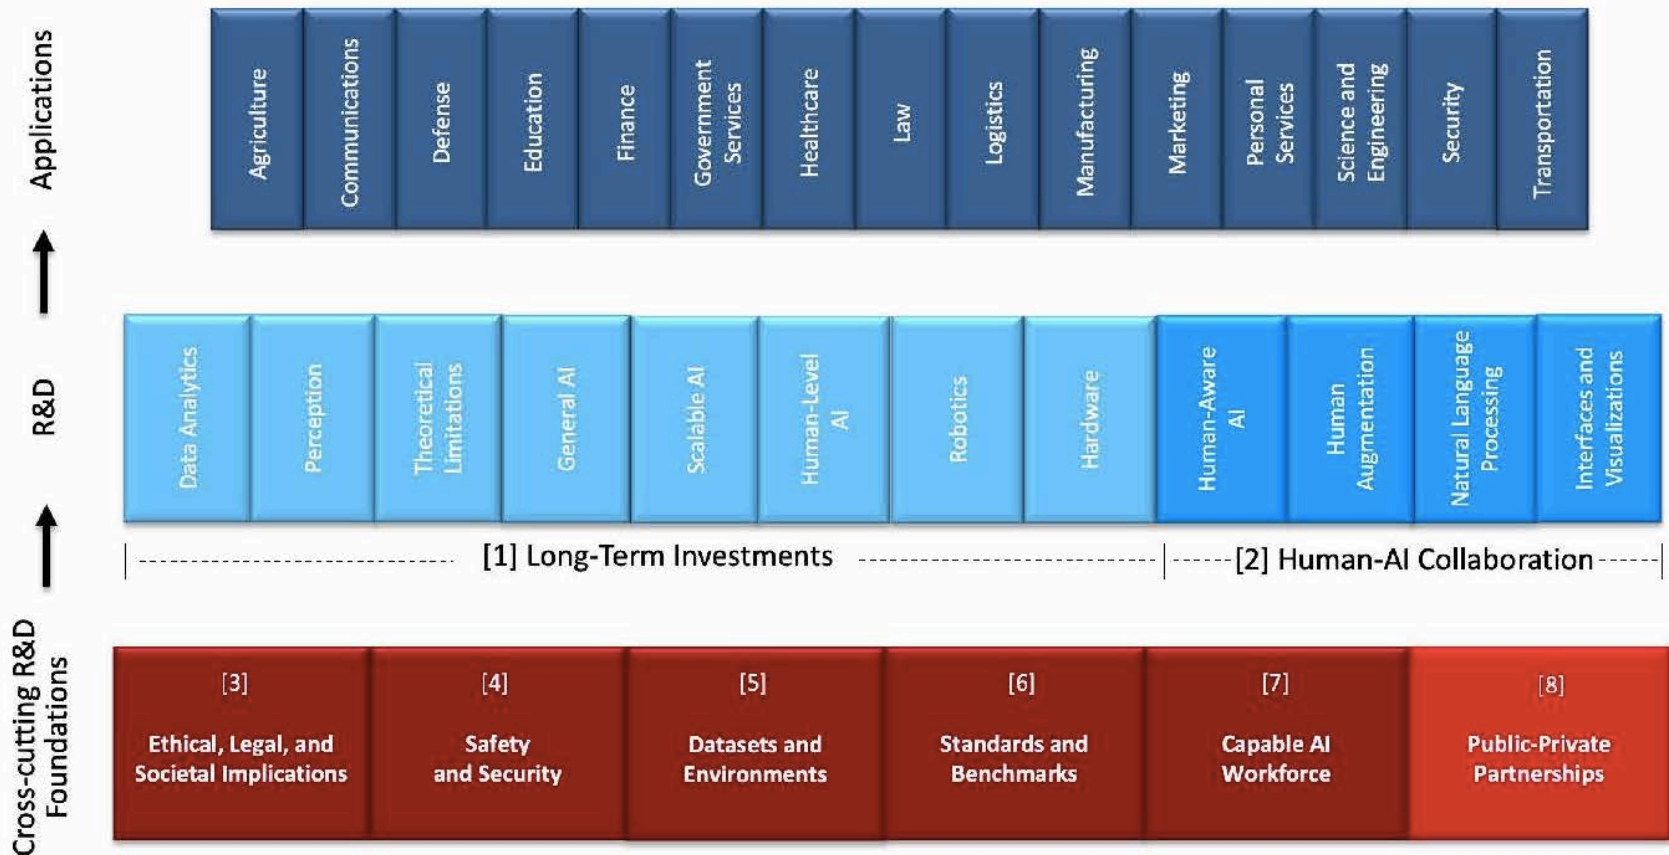 Applications
Agriculture
Communications
Defense
Education
Finance
Government
Services
Healthcare
Law
Logistics
Manufacturing
Marketing
Personal
Services
Science and
Engineering
Security
Transportation
R&D
Data Analytics
Perception
Theoretical
Limitations
General AI
Scalable AI
Human-Level
AI
Robotics
Hardware
Human-Aware
AI
Human
Augmentation
Natural Language
Processing
Interfaces and
Visualizations
[1] Long-Term Investments
[2] Human-AI Collaboration
Cross-cutting R&D
Foundations
[3]
Ethical, Legal, and
Societal Implications
[4]
Safety
and Security
[5]
Datasets and
Environments
[6]
Standards and
Benchmarks
[7]
Capable AI
Workforce
[8]
Public-Private
Partnerships